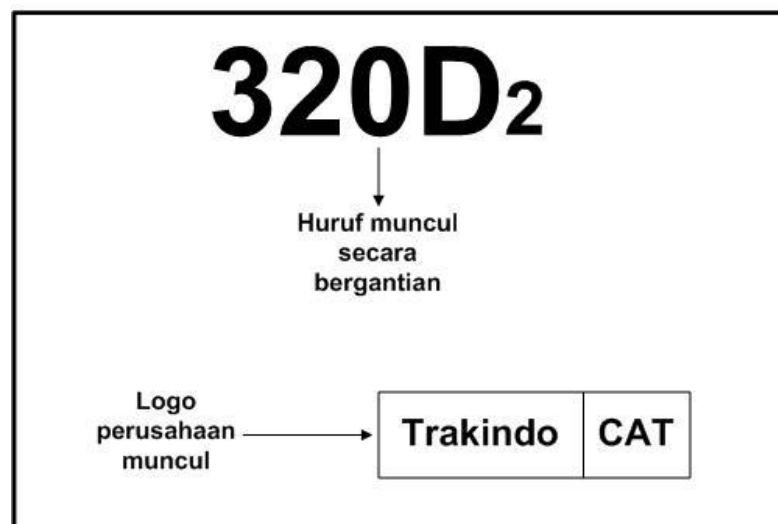 320D2
Huruf muncul
secara
bergantian
Logo
perusahaan
muncul
Trakindo CAT